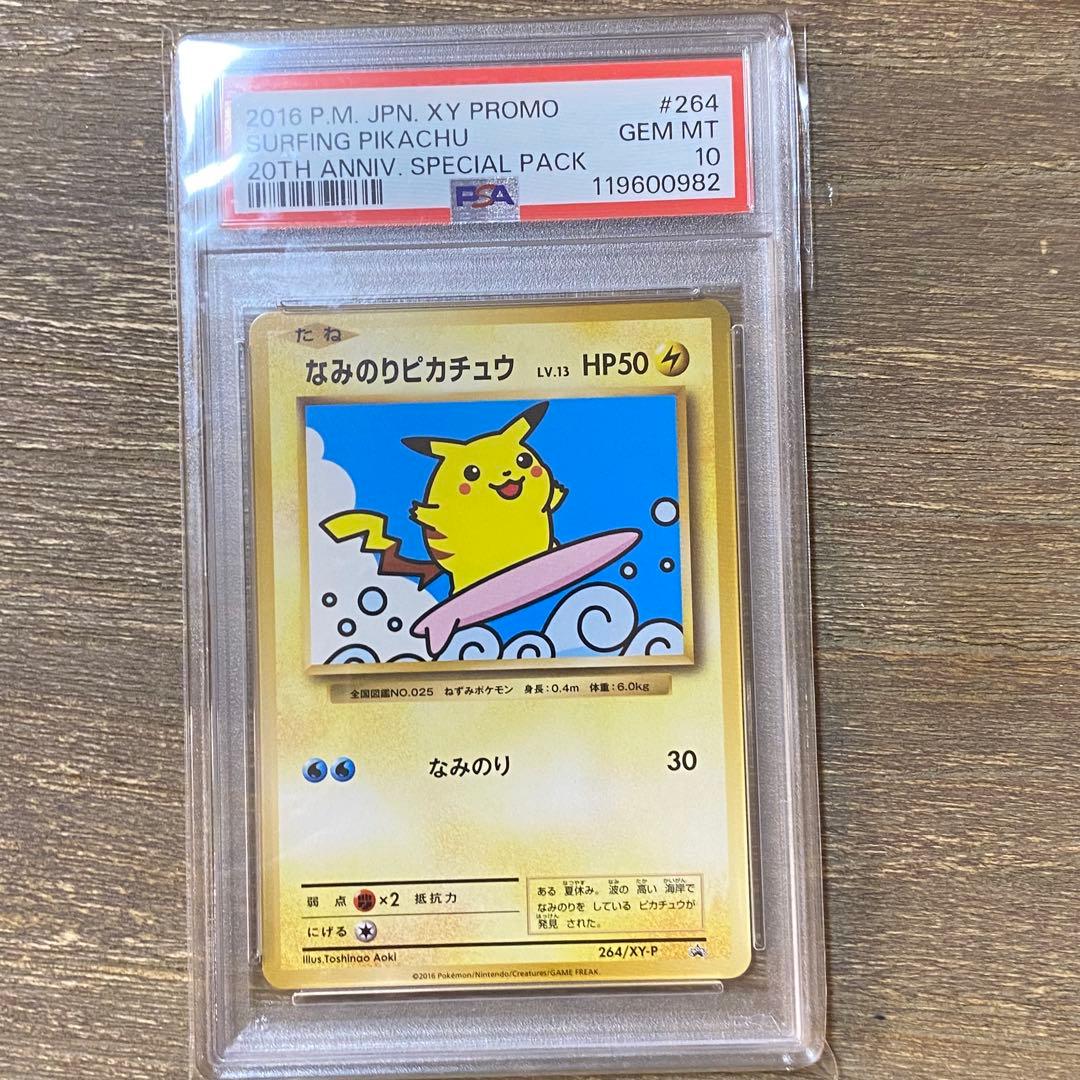 2016 P.M. JPN. XY PROMO
#264
SURFING PIKACHU
GEM MT
20TH ANNIV. SPECIAL PACK
10
PSA
119600982
たね
なみのりピカチュウ LV.13 HP50
全国図鑑NO.025 ねずみポケモン 身長:0.4m 体重:6.0kg
なみのり 30
弱点 ×2 抵抗力
にげる
ある 夏休み。波の 高い 海岸で
なみのりを している ピカチュウが
発見 された。
Illus.Toshinao Aoki
264/XY-P
©2016 Pokémon/Nintendo/Creatures/GAME FREAK.